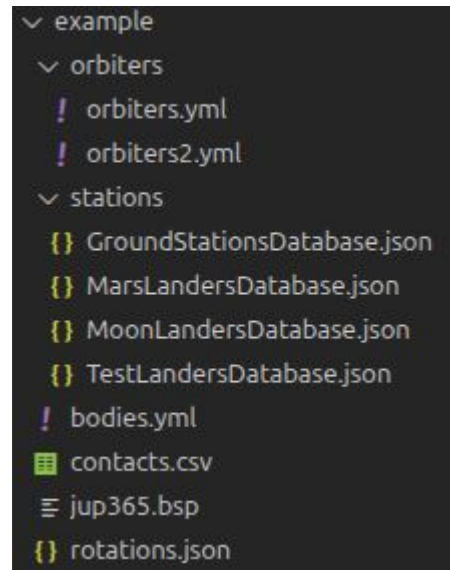 example
orbiters
! orbiters.yml
! orbiters2.yml
stations
{} GroundStationsDatabase.json
{} MarsLandersDatabase.json
{} MoonLandersDatabase.json
{} TestLandersDatabase.json
! bodies.yml
contacts.csv
jup365.bsp
{} rotations.json